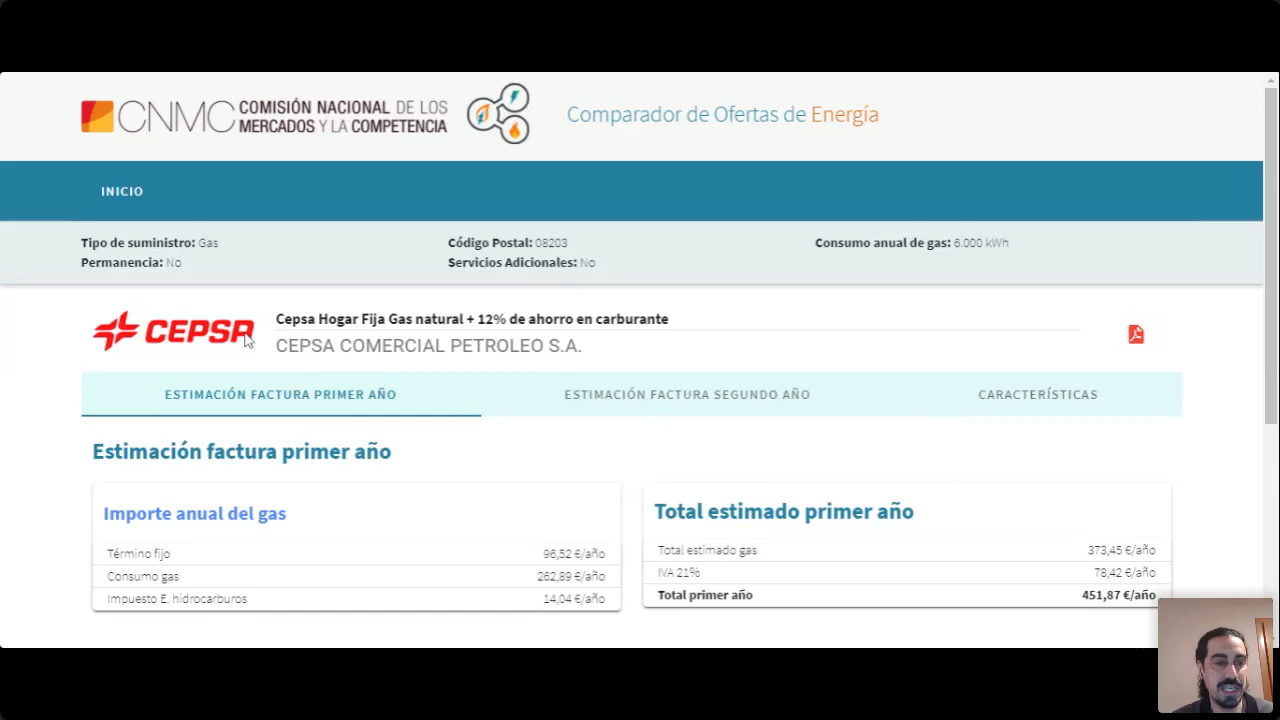 CNMC COMISIÓN NACIONAL DE LOS
MERCADOS Y LA COMPETENCIA
Comparador de Ofertas de Energía
INICIO
Tipo de suministro: Gas
Código Postal: 08203
Consumo anual de gas: 6.000 kWh
Permanencia: No
Servicios Adicionales: No
CEPSA
Cepsa Hogar Fija Gas natural + 12% de ahorro en carburante
CEPSA COMERCIAL PETROLEO S.A.
ESTIMACIÓN FACTURA PRIMER AÑO
ESTIMACIÓN FACTURA SEGUNDO AÑO
CARACTERÍSTICAS
Estimación factura primer año
Importe anual del gas
Término fijo 96,52 €/año
Consumo gas 262,89 €/año
Impuesto E. hidrocarburos 14,04 €/año
Total estimado primer año
Total estimado gas 373,45 €/año
IVA 21% 78,42 €/año
Total primer año 451,87 €/año